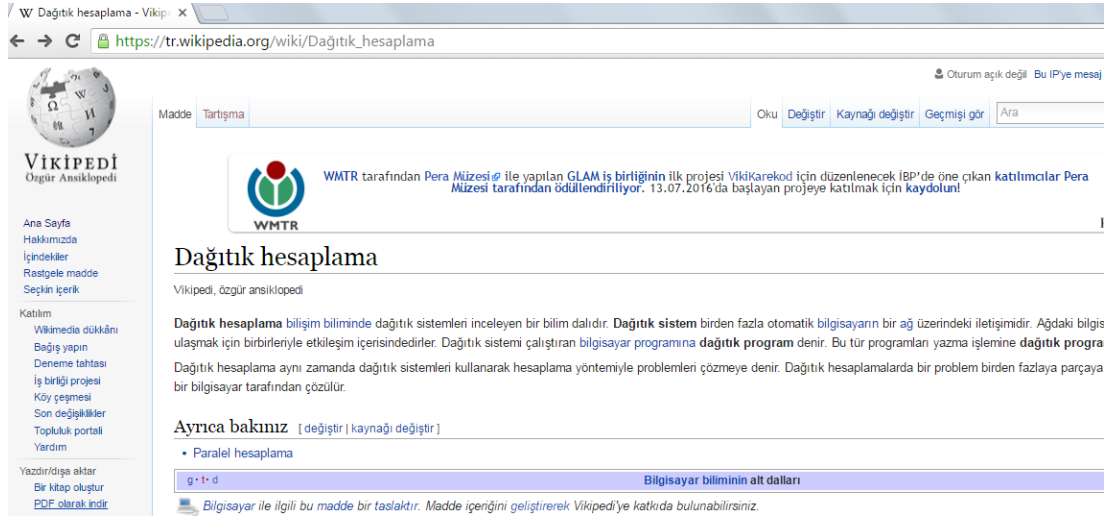 Dağıtık hesaplama - Vikip
https://tr.wikipedia.org/wiki/Dağıtık_hesaplama
Oturum açık değil Bu IP'ye mesaj
Madde Tartışma Oku Değiştir Kaynağı değiştir Geçmişi gör Ara
VİKİPEDİ
Özgür Ansiklopedi
WMTR tarafından Pera Müzesi ile yapılan GLAM iş birliğinin ilk projesi VikiKarekod için düzenlenecek İBP'de öne çıkan katılımcılar Pera
Müzesi tarafından ödüllendiriliyor. 13.07.2016'da başlayan projeye katılmak için kaydolun!
WMTR
Ana Sayfa
Hakkımızda
İçindekiler
Rastgele madde
Seçkin içerik
Katılım
Wikimedia dükkânı
Bağış yapın
Deneme tahtası
İş birliği projesi
Köy çeşmesi
Son değişiklikler
Topluluk portali
Yardım
Yazdır/dışa aktar
Bir kitap oluştur
PDF olarak indir
Dağıtık hesaplama
Vikipedi, özgür ansiklopedi
Dağıtık hesaplama bilişim biliminde dağıtık sistemleri inceleyen bir bilim dalıdır. Dağıtık sistem birden fazla otomatik bilgisayarın bir ağ üzerindeki iletişimidir. Ağdaki bilgis
ulaşmak için birbirleriyle etkileşim içerisindedirler. Dağıtık sistemi çalıştıran bilgisayar programına dağıtık program denir. Bu tür programları yazma işlemine dağıtık progra
Dağıtık hesaplama aynı zamanda dağıtık sistemleri kullanarak hesaplama yöntemiyle problemleri çözmeye denir. Dağıtık hesaplamalarda bir problem birden fazlaya parçaya
bir bilgisayar tarafından çözülür.
Ayrıca bakınız [ değiştir | kaynağı değiştir ]
• Paralel hesaplama
g · t · d Bilgisayar biliminin alt dalları
Bilgisayar ile ilgili bu madde bir taslaktır. Madde içeriğini geliştirerek Vikipedi'ye katkıda bulunabilirsiniz.